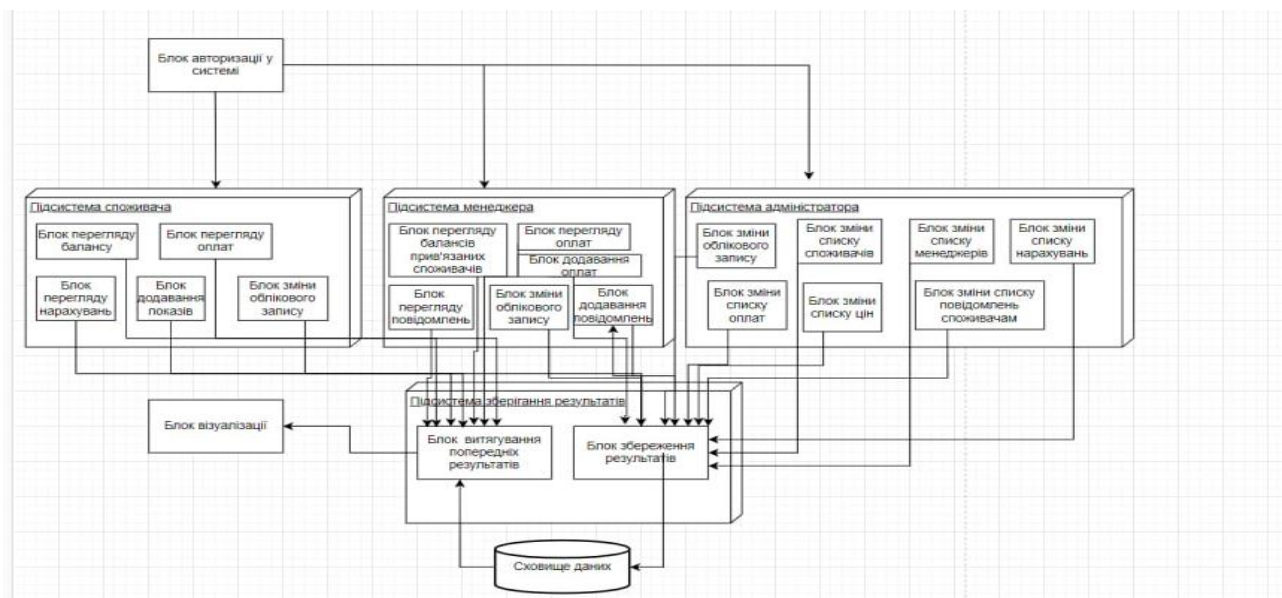 Блок авторизації у
системі
Підсистема споживача
Блок перегляду
балансу
Блок перегляду
оплат
Блок
перегляду
нарахувань
Блок
додавання
показів
Блок зміни
облікового
запису
Підсистема менеджера
Блок перегляду
балансів
прив'язаних
споживачів
Блок перегляду
оплат
Блок додавання
оплат
Блок
перегляду
повідомлень
Блок зміни
облікового
запису
Блок
додавання
повідомлень
Підсистема адміністратора
Блок зміни
облікового
запису
Блок зміни
списку
споживачів
Блок зміни
списку
менеджерів
Блок зміни
списку
нарахувань
Блок зміни
списку
оплат
Блок зміни
списку цін
Блок зміни списку
повідомлень
споживачам
Підсистема зберігання результатів
Блок візуалізації
Блок витягування
попередніх
результатів
Блок збереження
результатів
Сховище даних